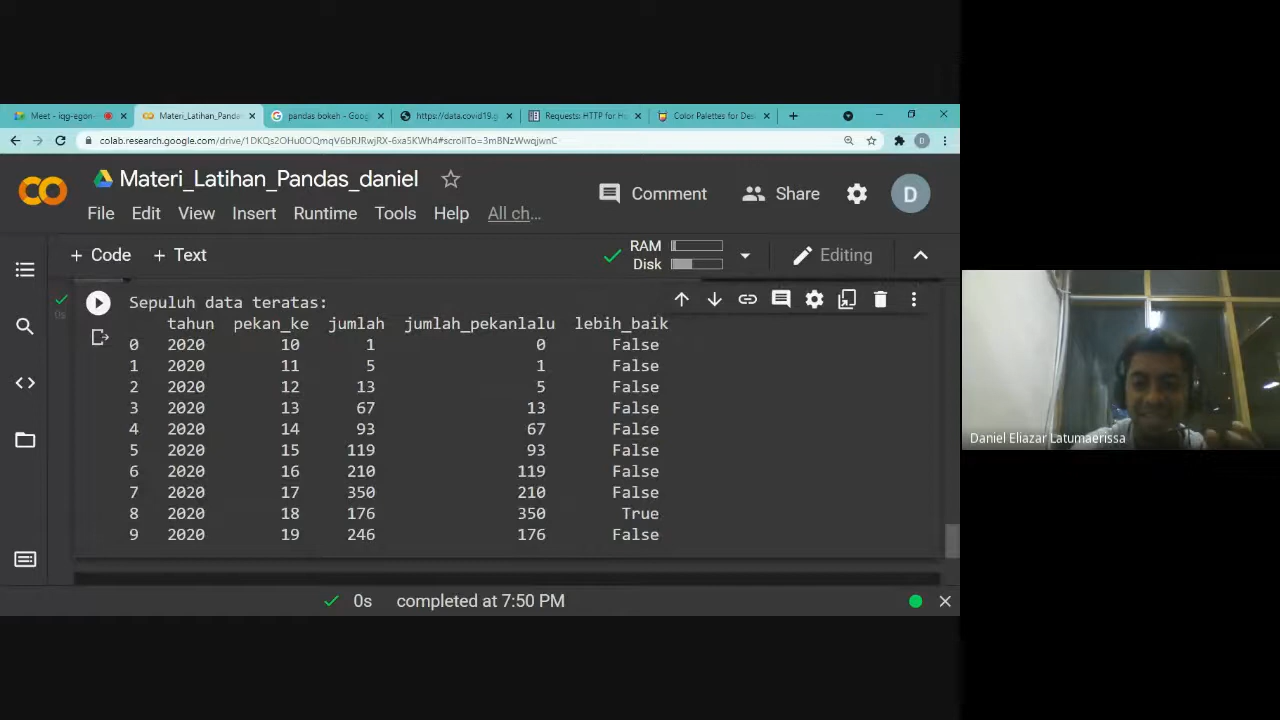 Meet - iqg-egon-
Materi_Latihan_Panda
pandas bokeh - Goog
https://data.covid19.g
Requests: HTTP for H
Color Palettes for Des
colab.research.google.com/drive/1DKQs2OHu0OQmqV6bRJRwjRX-6xa5KWh4#scrollTo=3mBNzWwqjwnC
D
Materi_Latihan_Pandas_daniel
Comment
Share
D
File Edit View Insert Runtime Tools Help All ch...
+ Code + Text
RAM
Disk
Editing
0s
Sepuluh data teratas:
tahun pekan_ke jumlah jumlah_pekanlalu lebih_baik
0 2020 10 1 0 False
1 2020 11 5 1 False
2 2020 12 13 5 False
3 2020 13 67 13 False
4 2020 14 93 67 False
5 2020 15 119 93 False
6 2020 16 210 119 False
7 2020 17 350 210 False
8 2020 18 176 350 True
9 2020 19 246 176 False
0s completed at 7:50 PM
Daniel Eliazar Latumaerissa